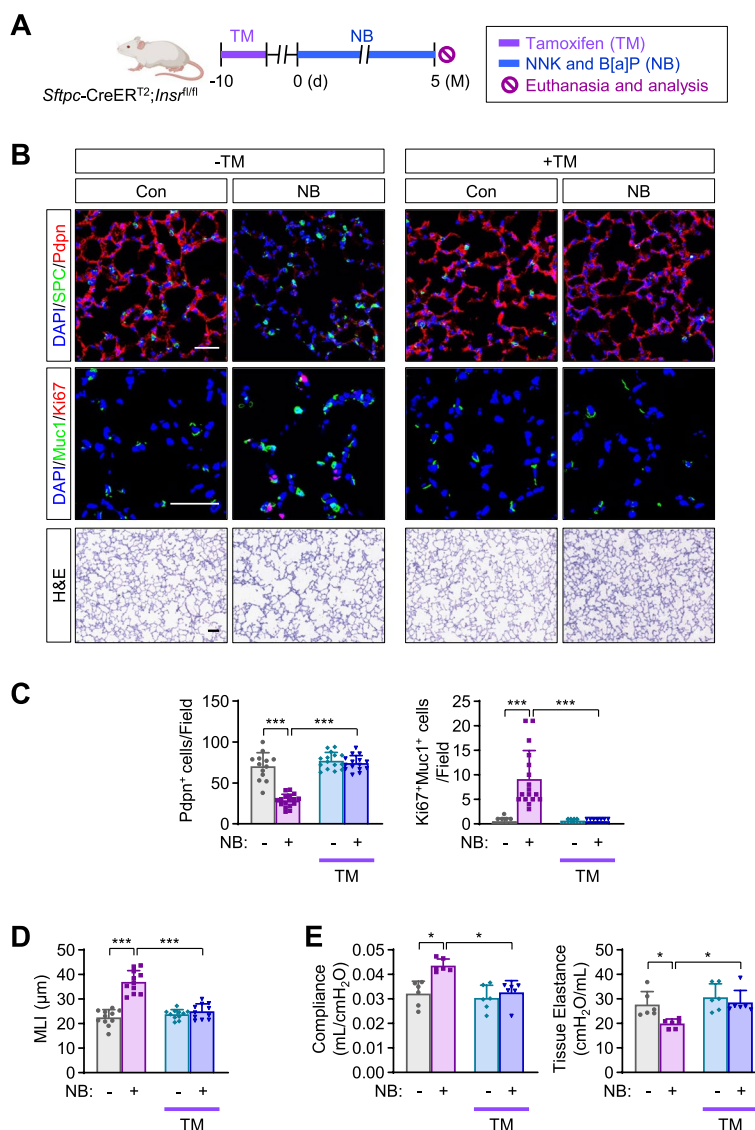 A
TM
NB
-10
0 (d)
5 (M)
Sftpc-CreERT2;Insrfl/fl
Tamoxifen (TM)
NNK and B[a]P (NB)
Euthanasia and analysis
B
-TM
+TM
Con
NB
Con
NB
DAPI/SPC/Pdpn
DAPI/Muc1/Ki67
H&E
C
Pdpn+ cells/Field
150
100
50
0
***
***
NB:
-
+
-
+
TM
Ki67+Muc1+ cells
/Field
25
20
15
10
5
0
***
***
NB:
-
+
-
+
TM
D
MLI (μm)
50
40
30
20
10
0
***
***
NB:
-
+
-
+
TM
E
Compliance
(mL/cmH2O)
0.05
0.04
0.03
0.02
0.01
0.00
*
*
NB:
-
+
-
+
TM
Tissue Elastance
(cmH2O/mL)
50
40
30
20
10
0
*
*
-
+
-
+
TM